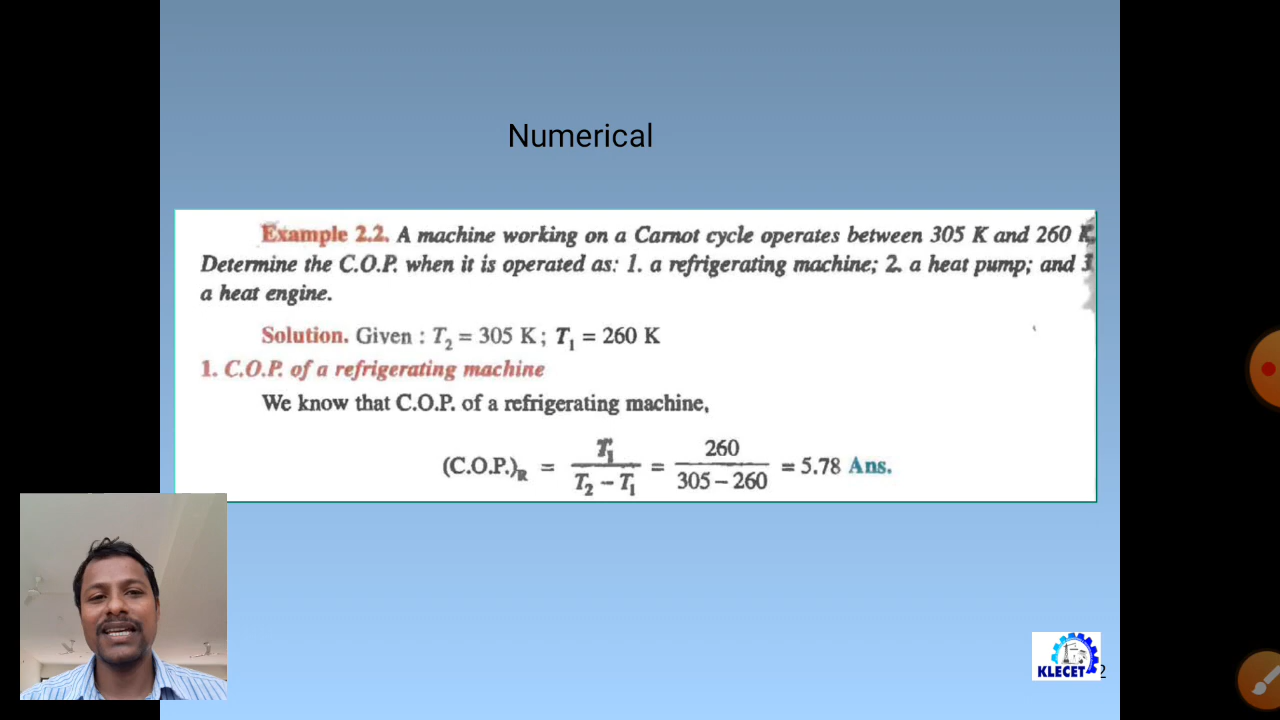 Numerical
Example 2.2. A machine working on a Carnot cycle operates between 305 K and 260 K.
Determine the C.O.P. when it is operated as: 1. a refrigerating machine; 2. a heat pump; and 3
a heat engine.
Solution. Given : T₂ = 305 K ; T₁ = 260 K
1. C.O.P. of a refrigerating machine
We know that C.O.P. of a refrigerating machine,
(C.O.P.)R = T₁ / (T₂ – T₁) = 260 / (305 – 260) = 5.78 Ans.
KLECET
2